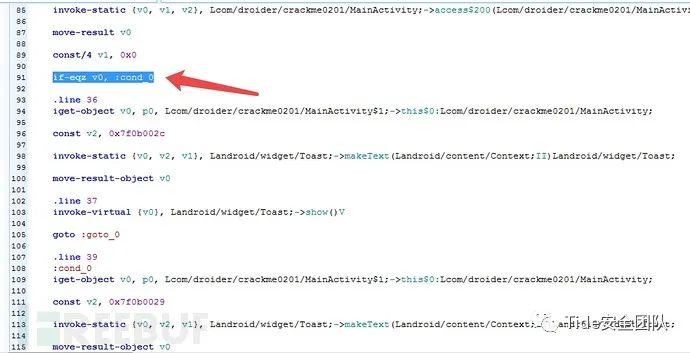 85 invoke-static {v0, v1, v2}, Lcom/droider/crackme0201/MainActivity;->access$200(Lcom/droider/crackme0201/MainActivity;
86
87 move-result v0
88
89 const/4 v1, 0x0
90
91 if-eqz v0, :cond_0
92
93 .line 36
94 iget-object v0, p0, Lcom/droider/crackme0201/MainActivity$1;->this$0:Lcom/droider/crackme0201/MainActivity;
95
96 const v2, 0x7f0b002c
97
98 invoke-static {v0, v2, v1}, Landroid/widget/Toast;->makeText(Landroid/content/Context;II)Landroid/widget/Toast;
99
100 move-result-object v0
101
102 .line 37
103 invoke-virtual {v0}, Landroid/widget/Toast;->show()V
104
105 goto :goto_0
106
107 .line 39
108 :cond_0
109 iget-object v0, p0, Lcom/droider/crackme0201/MainActivity$1;->this$0:Lcom/droider/crackme0201/MainActivity;
110
111 const v2, 0x7f0b0029
112
113 invoke-static {v0, v2, v1}, Landroid/widget/Toast;->makeText(Landroid/content/Context;
114
115 move-result-object v0
FREEBUF
Tide安全团队